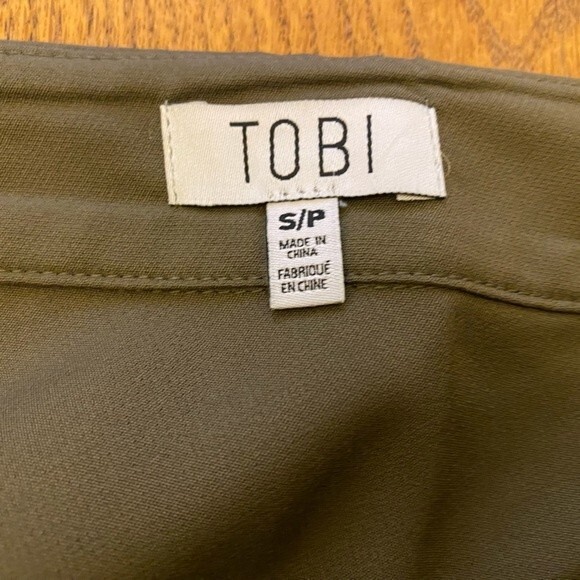 TOBI
S/P
MADE IN
CHINA
FABRIQUÉ
EN CHINE